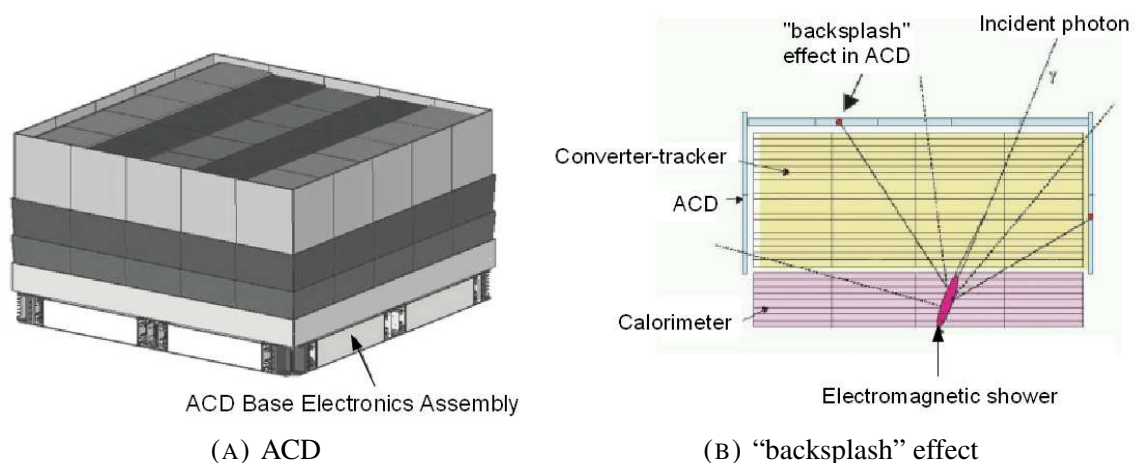 "backsplash"
effect in ACD
Incident photon
γ
Converter-tracker
ACD
Calorimeter
Electromagnetic shower
ACD Base Electronics Assembly
(A) ACD
(B) “backsplash” effect